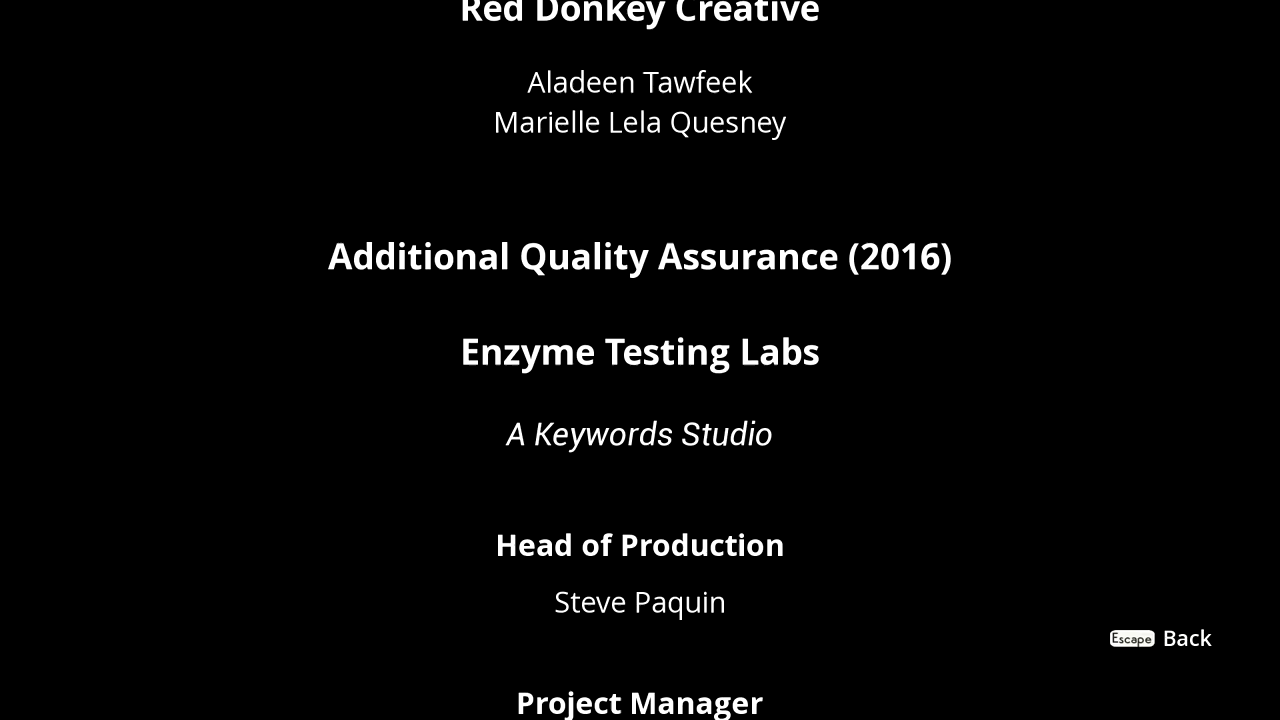 Red Donkey Creative
Aladeen Tawfeek
Marielle Lela Quesney
Additional Quality Assurance (2016)
Enzyme Testing Labs
A Keywords Studio
Head of Production
Steve Paquin
Escape Back
Project Manager